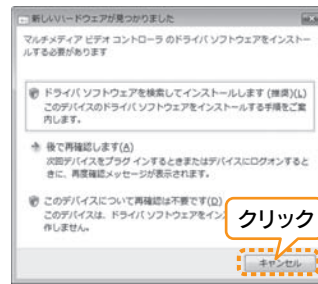 新しいハードウェアが見つかりました
マルチメディア ビデオ コントローラ のドライバ ソフトウェアをインストー
ルする必要があります
ドライバ ソフトウェアを検索してインストールします (推奨)(L)
このデバイスのドライバ ソフトウェアをインストールする手順をご案
内します。
後で再確認します(A)
次回デバイスをプラグ インするときまたはデバイスにログオンすると
きに、再度確認メッセージが表示されます。
このデバイスについて再確認は不要です(D)
このデバイスは、ドライバ ソフトウェアをイン
作しません。
クリック
キャンセル